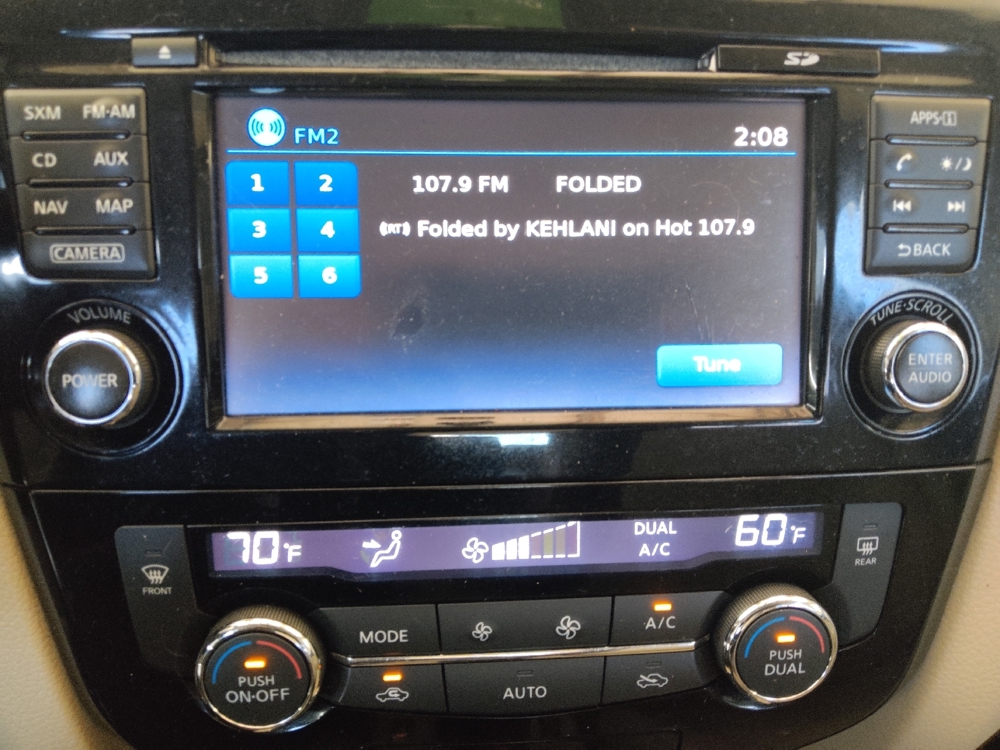 SD
SXM FM·AM
CD AUX
NAV MAP
CAMERA
FM2 2:08
1 2
3 4
5 6
107.9 FM FOLDED
(RT) Folded by KEHLANI on Hot 107.9
Tune
APPS·i
BACK
VOLUME
POWER
TUNE·SCROLL
ENTER
AUDIO
70°F
DUAL
A/C
60°F
FRONT
REAR
MODE
A/C
AUTO
PUSH
ON·OFF
PUSH
DUAL